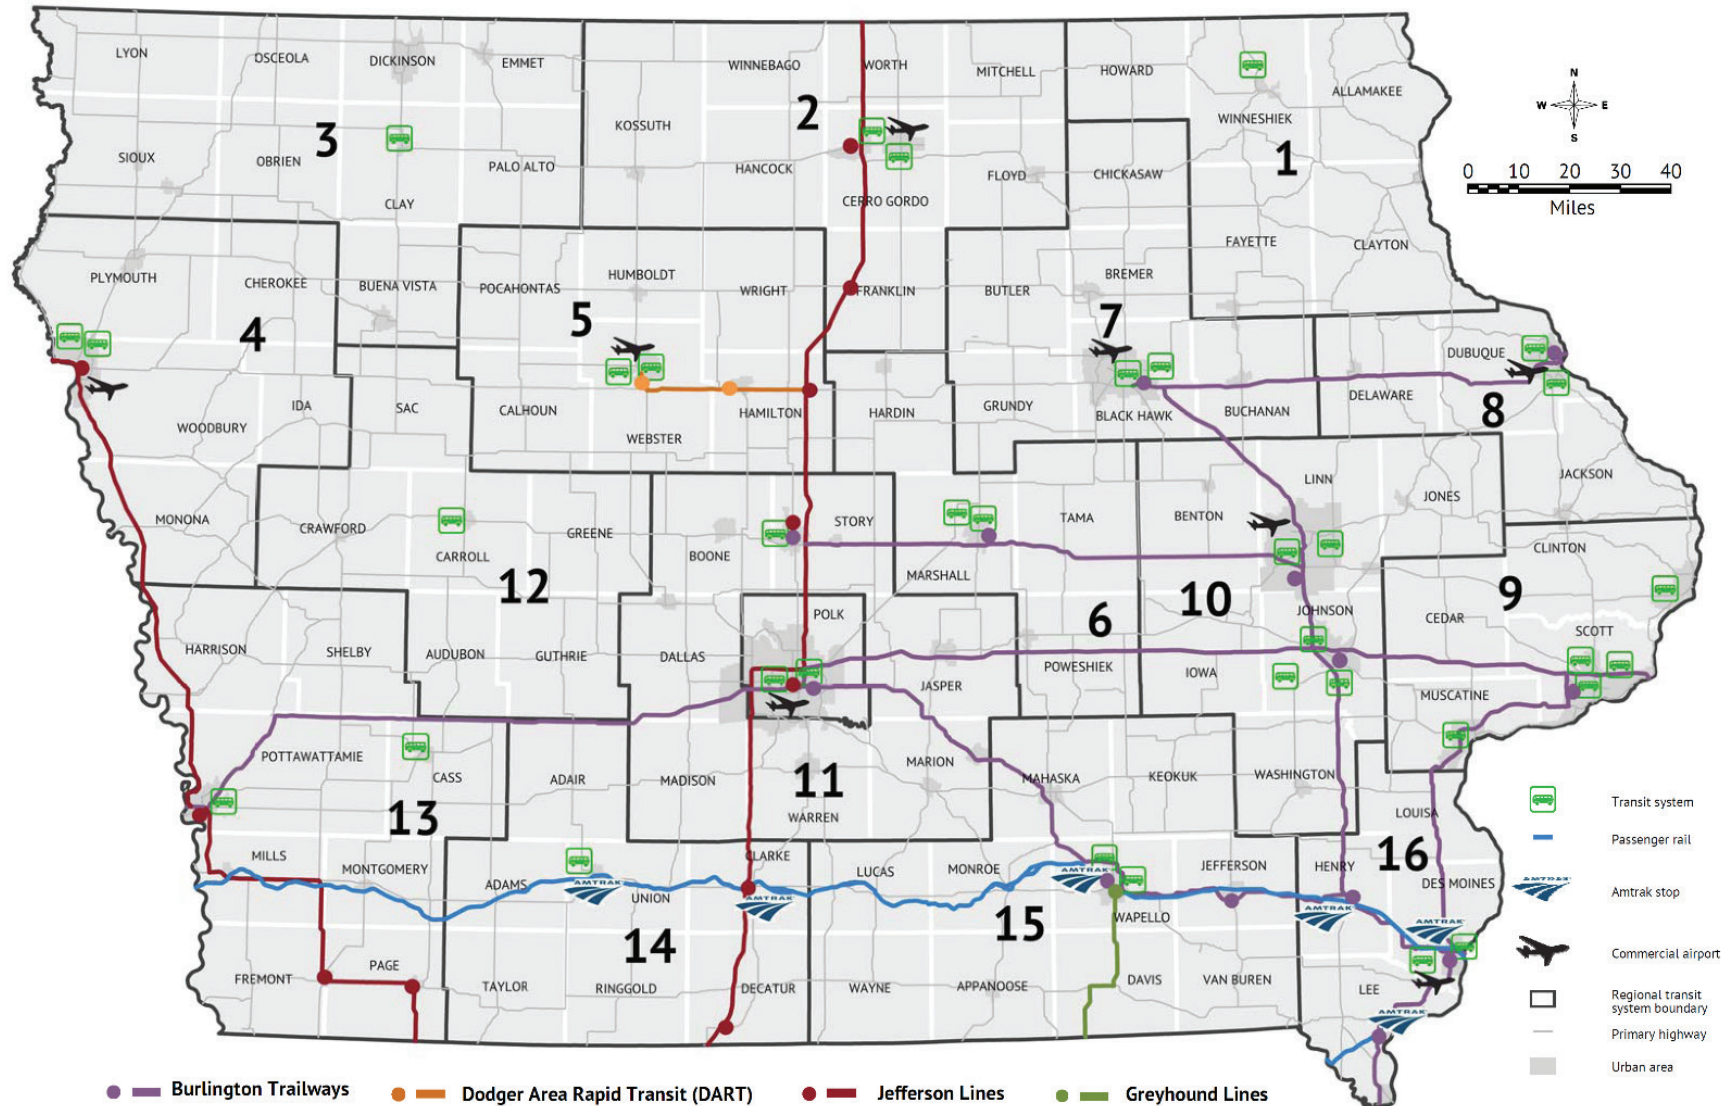 LYON
OSCEOLA
DICKINSON
EMMET
WINNEBAGO
WORTH
MITCHELL
HOWARD
ALLAMAKEE
N
W
E
S
2
KOSSUTH
WINNESHIEK
3
SIOUX
OBRIEN
PALO ALTO
HANCOCK
FLOYD
CHICKASAW
1
0 10 20 30 40
Miles
CLAY
CERRO GORDO
FAYETTE
CLAYTON
PLYMOUTH
CHEROKEE
BUENA VISTA
POCAHONTAS
HUMBOLDT
WRIGHT
FRANKLIN
BUTLER
BREMER
4
5
7
DUBUQUE
IDA
SAC
CALHOUN
HAMILTON
HARDIN
GRUNDY
BLACK HAWK
BUCHANAN
DELAWARE
8
WOODBURY
WEBSTER
LINN
JACKSON
JONES
MONONA
CRAWFORD
GREENE
STORY
TAMA
BENTON
CARROLL
BOONE
CLINTON
MARSHALL
12
10
9
JOHNSON
POLK
6
CEDAR
SCOTT
HARRISON
SHELBY
AUDUBON
GUTHRIE
DALLAS
POWESHIEK
IOWA
JASPER
MUSCATINE
POTTAWATTAMIE
CASS
ADAIR
MADISON
MARION
MAHASKA
KEOKUK
WASHINGTON
11
13
WARREN
LOUISA
Transit system
Passenger rail
MILLS
MONTGOMERY
CLARKE
LUCAS
MONROE
JEFFERSON
HENRY
16
ADAMS
AMTRAK
UNION
AMTRAK
AMTRAK
DES MOINES
AMTRAK
Amtrak stop
AMTRAK
AMTRAK
WAPELLO
15
14
Commercial airport
FREMONT
PAGE
TAYLOR
RINGGOLD
DECATUR
WAYNE
APPANOOSE
DAVIS
VAN BUREN
LEE
Regional transit
system boundary
AMTRAK
Primary highway
Urban area
Burlington Trailways
Dodger Area Rapid Transit (DART)
Jefferson Lines
Greyhound Lines